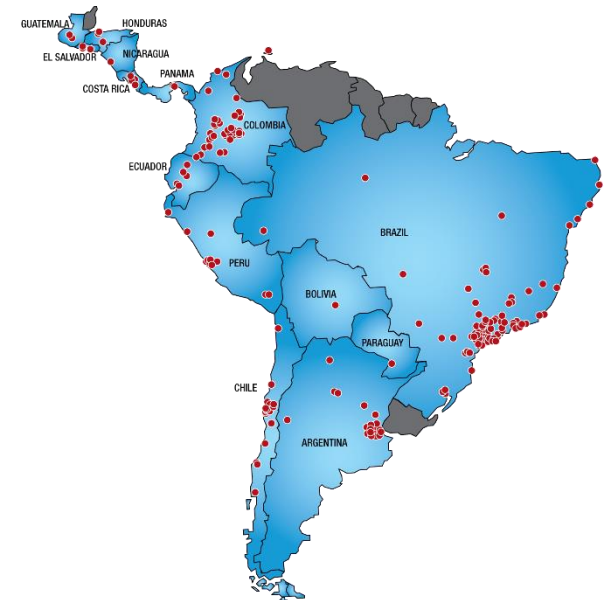 GUATEMALA
HONDURAS
EL SALVADOR
NICARAGUA
COSTA RICA
PANAMA
COLOMBIA
ECUADOR
BRAZIL
PERU
BOLIVIA
PARAGUAY
CHILE
ARGENTINA